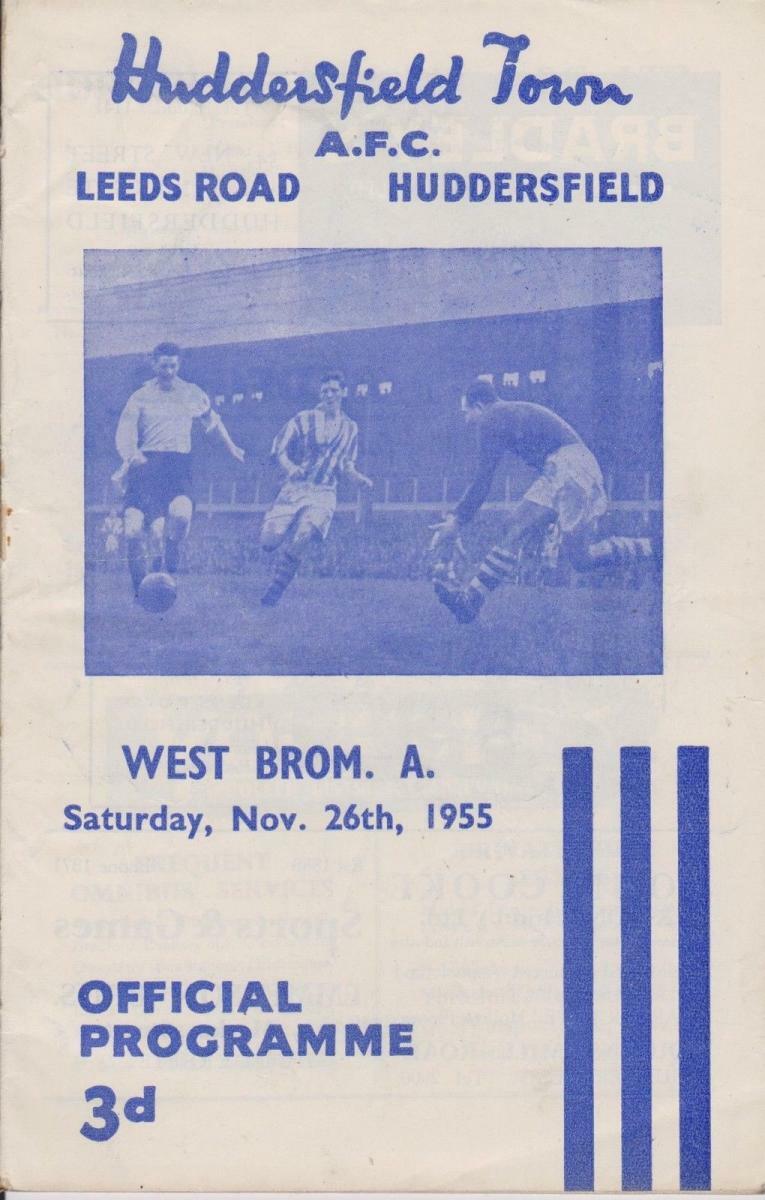 Huddersfield Town
A.F.C.
LEEDS ROAD HUDDERSFIELD
WEST BROM. A.
Saturday, Nov. 26th, 1955
OFFICIAL
PROGRAMME
3d